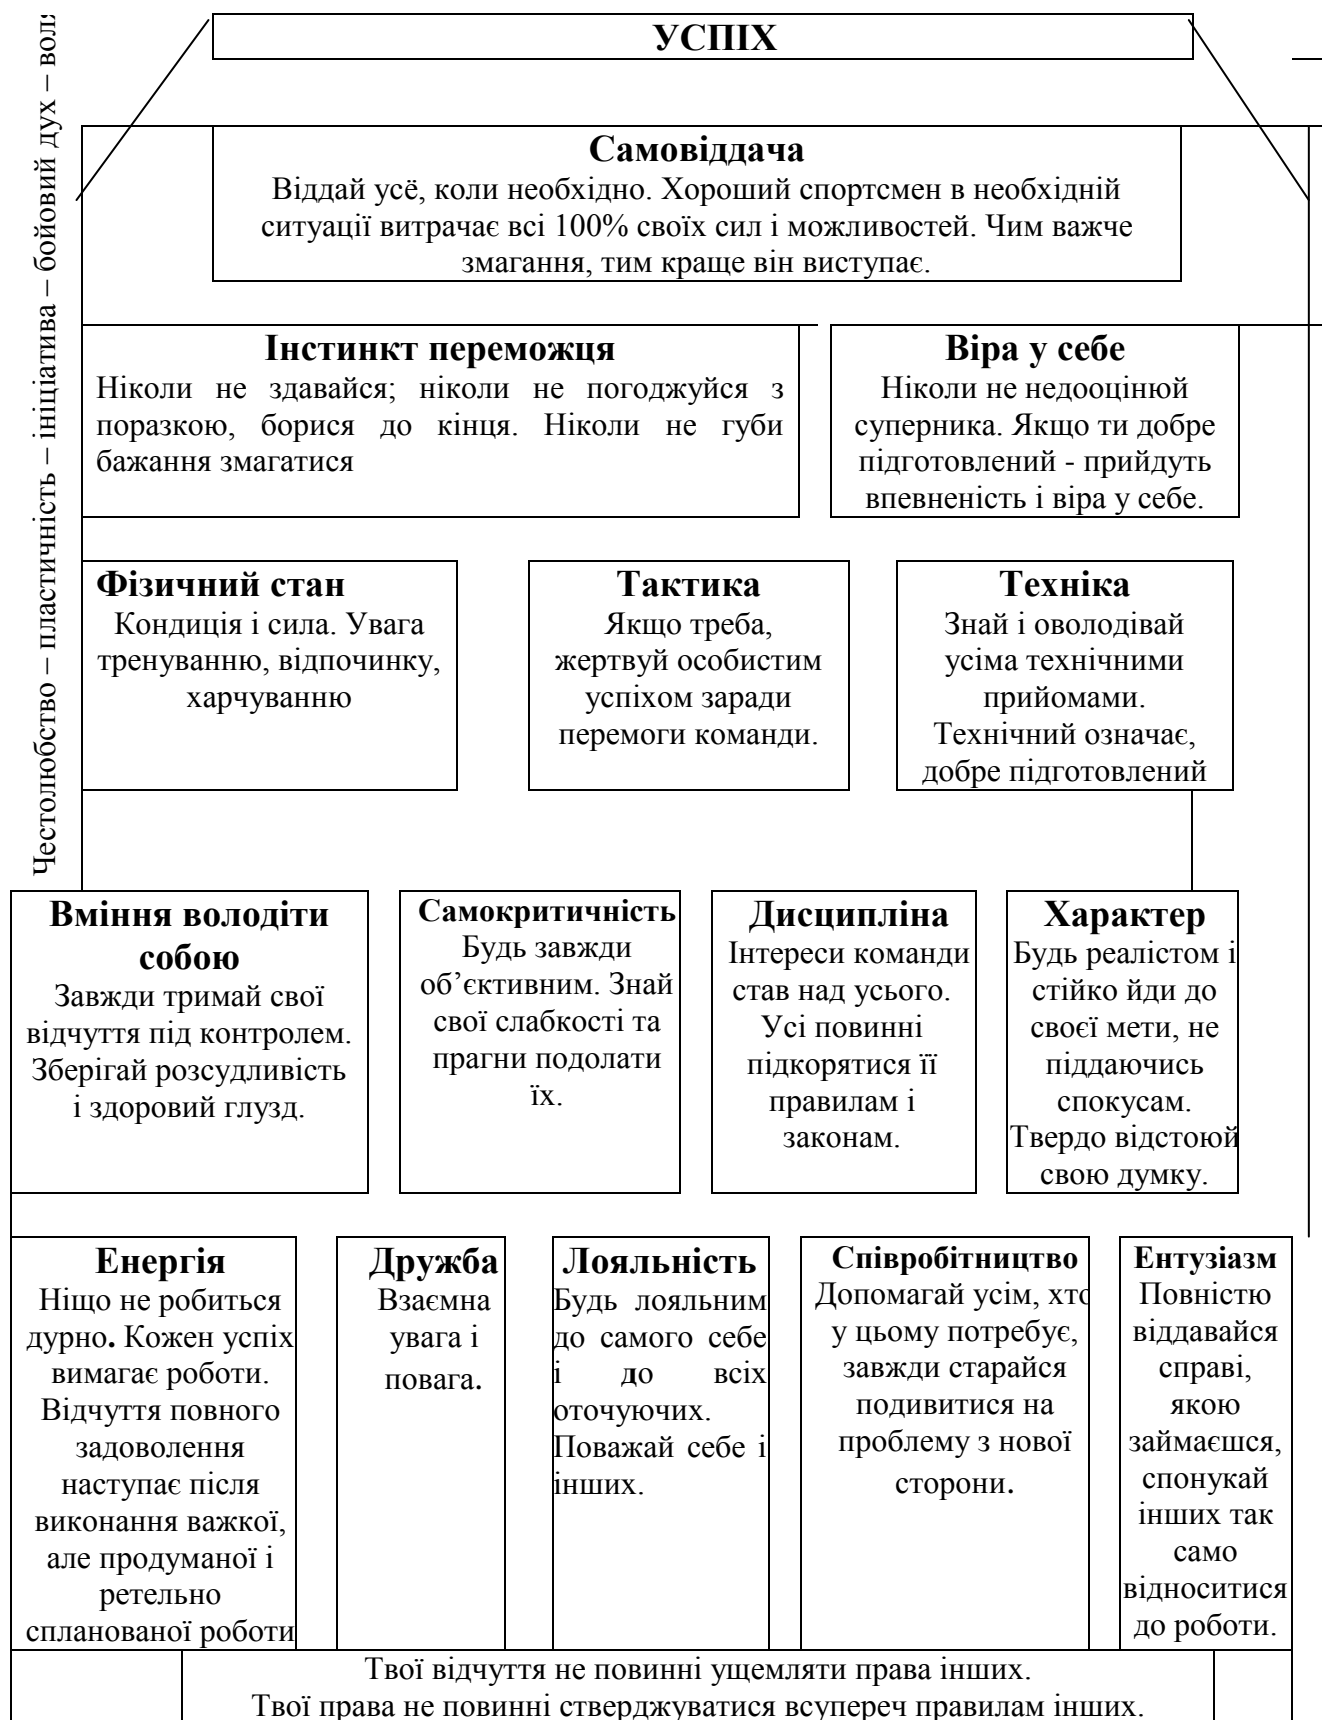 УСПІХ
Честолюбство – пластичність – ініціатива – бойовий дух –
Самовіддача
Віддай усё, коли необхідно. Хороший спортсмен в необхідній
ситуації витрачає всі 100% своїх сил і можливостей. Чим важче
змагання, тим краще він виступає.
Інстинкт переможця
Ніколи не здавайся; ніколи не погоджуйся з
поразкою, борися до кінця. Ніколи не губи
бажання змагатися
Віра у себе
Ніколи не недооцінюй
суперника. Якщо ти добре
підготовлений - прийдуть
впевненість і віра у себе.
Фізичний стан
Кондиція і сила. Увага
тренуванню, відпочинку,
харчуванню
Тактика
Якщо треба,
жертвуй особистим
успіхом заради
перемоги команди.
Техніка
Знай і оволодівай
усіма технічними
прийомами.
Технічний означає,
добре підготовлений
Вміння володіти
собою
Завжди тримай свої
відчуття під контролем.
Зберігай розсудливість
і здоровий глузд.
Самокритичність
Будь завжди
об’єктивним. Знай
свої слабкості та
прагни подолати
їх.
Дисципліна
Інтереси команди
став над усього.
Усі повинні
підкорятися її
правилам і
законам.
Характер
Будь реалістом і
стійко йди до
своєї мети, не
піддаючись
спокусам.
Твердо відстоюй
свою думку.
Енергія
Ніщо не робиться
дурно. Кожен успіх
вимагає роботи.
Відчуття повного
задоволення
наступає після
виконання важкої,
але продуманої і
ретельно
спланованої роботи
Дружба
Взаємна
увага і
повага.
Лояльність
Будь лояльним
до самого себе
і до всіх
оточуючих.
Поважай себе і
інших.
Співробітництво
Допомагай усім, хто
у цьому потребує,
завжди старайся
подивитися на
проблему з нової
сторони.
Ентузіазм
Повністю
віддавайся
справі,
якою
займаєшся,
спонукай
інших так
само
відноситися
до роботи.
Твої відчуття не повинні ущемляти права інших.
Твої права не повинні стверджуватися всупереч правилам інших.